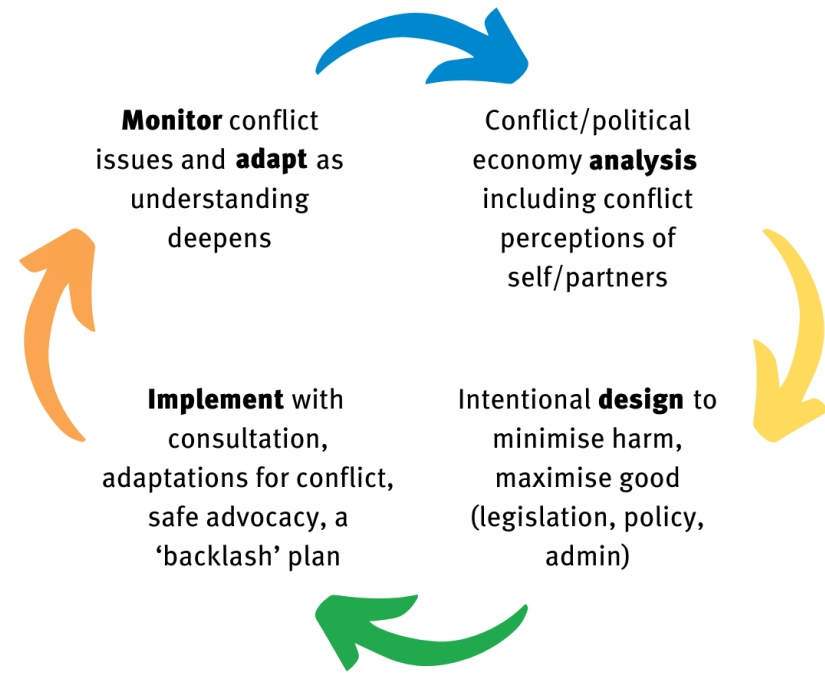 Monitor conflict
issues and adapt as
understanding
deepens
Conflict/political
economy analysis
including conflict
perceptions of
self/partners
Intentional design to
minimise harm,
maximise good
(legislation, policy,
admin)
Implement with
consultation,
adaptations for conflict,
safe advocacy, a
‘backlash’ plan